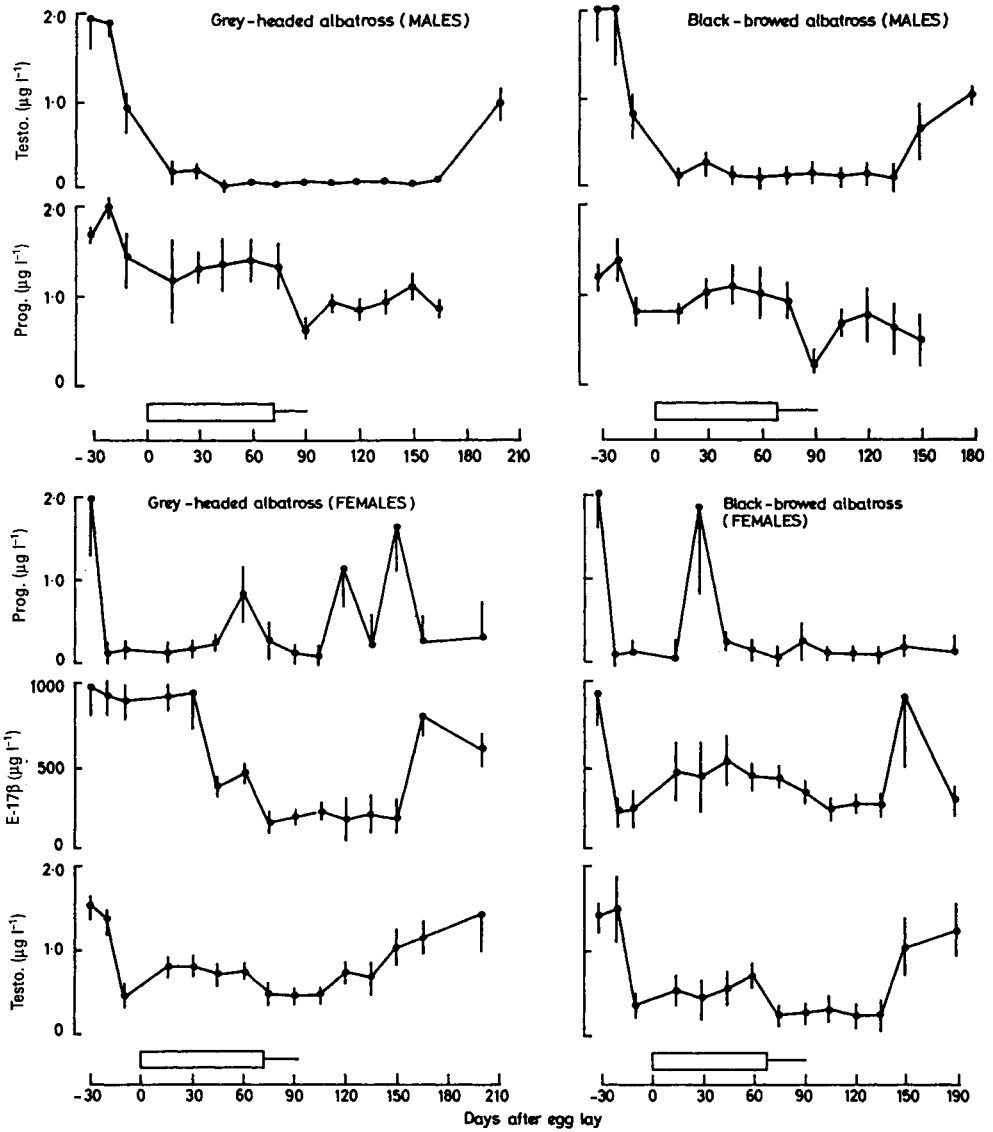 Grey-headed albatross (MALES)
Black-browed albatross (MALES)
Testo. (µg l⁻¹)
2·0
1·0
0
Prog. (µg l⁻¹)
2·0
1·0
0
-30 0 30 60 90 120 150 180 210
-30 0 30 60 90 120 150 180
Grey-headed albatross (FEMALES)
Black-browed albatross
(FEMALES)
Prog. (µg l⁻¹)
2·0
1·0
0
E-17β (µg l⁻¹)
1000
500
0
Testo. (µg l⁻¹)
2·0
1·0
0
-30 0 30 60 90 120 150 180 210
-30 0 30 60 90 120 150 190
Days after egg lay